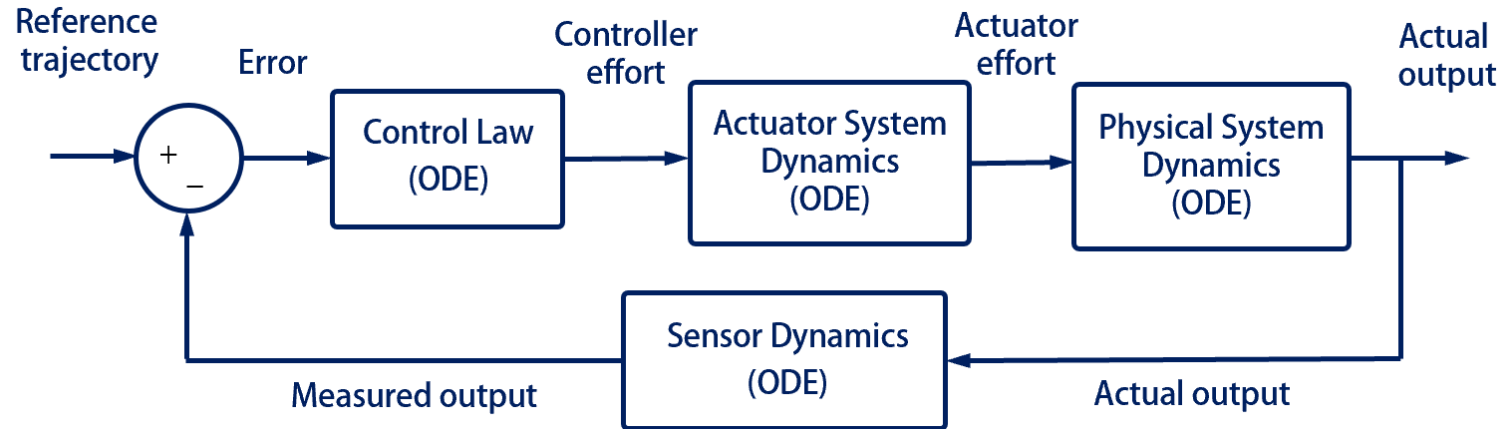 Reference
trajectory
Error
Controller
effort
Actuator
effort
Actual
output
+
−
Control Law
(ODE)
Actuator System
Dynamics
(ODE)
Physical System
Dynamics
(ODE)
Sensor Dynamics
(ODE)
Measured output
Actual output